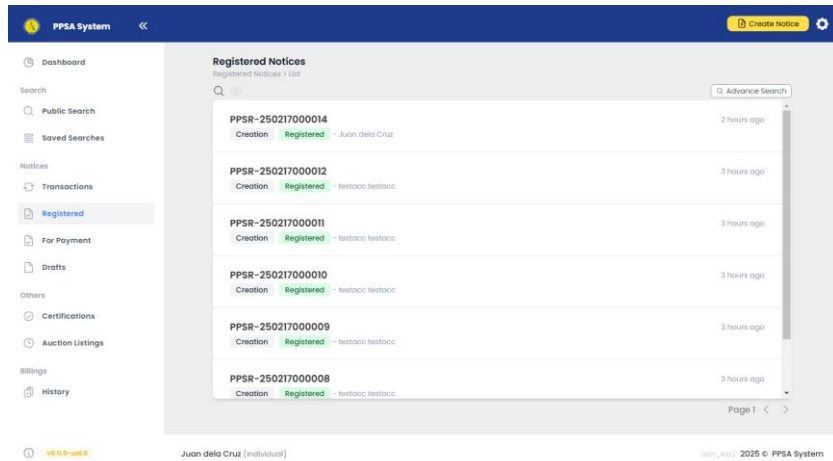 PPSA System
Create Notice
Dashboard
Search
Public Search
Saved Searches
Notices
Transactions
Registered
For Payment
Drafts
Others
Certifications
Auction Listings
Billings
History
v0.11.0-uat.0
Registered Notices
Registered Notices > List
Advance Search
PPSR-250217000014
2 hours ago
Creation Registered - Juan dela Cruz
PPSR-250217000012
3 hours ago
Creation Registered - testacc testacc
PPSR-250217000011
3 hours ago
Creation Registered - testacc testacc
PPSR-250217000010
3 hours ago
Creation Registered - testacc testacc
PPSR-250217000009
3 hours ago
Creation Registered - testacc testacc
PPSR-250217000008
3 hours ago
Creation Registered - testacc testacc
Page 1
Juan dela Cruz [Individual]
2025 © PPSA System